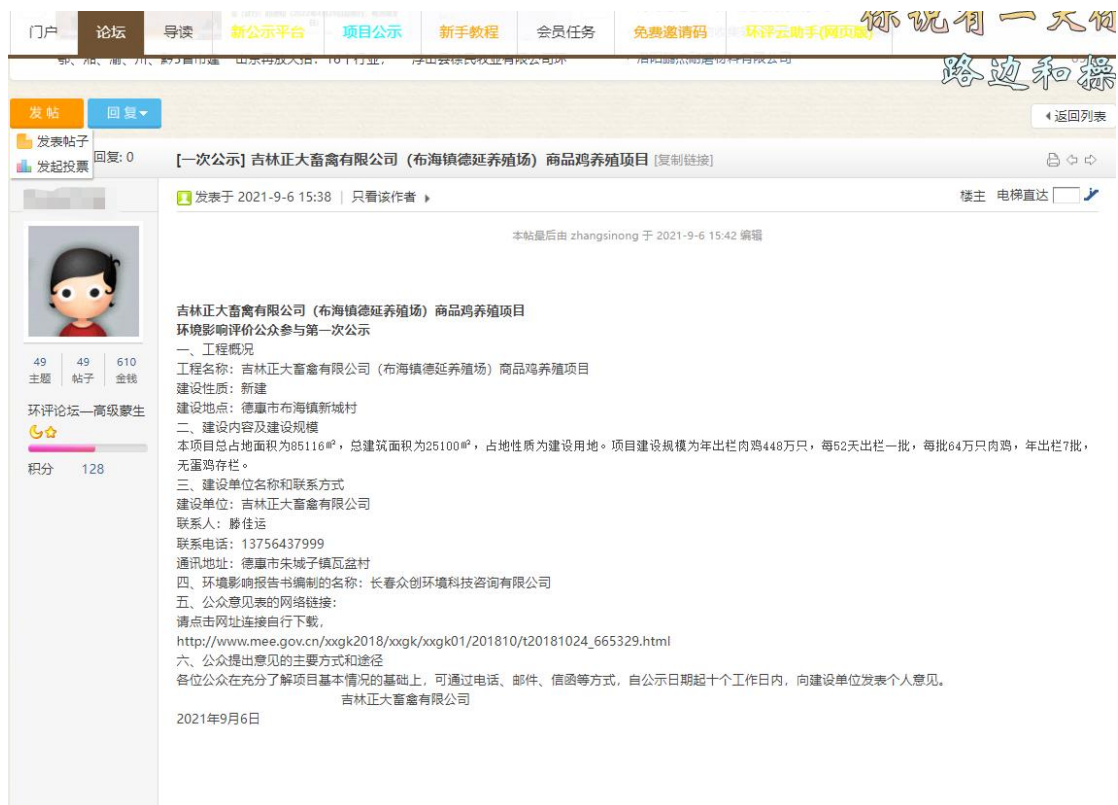 门户 论坛 导读 新公示平台 项目公示 新手教程 会员任务 免费邀请码 环评云助手(网页版)
你说有一天
路边和操
发帖 回复
返回列表
发表帖子
发起投票
回复: 0
[一次公示] 吉林正大畜禽有限公司（布海镇德延养殖场）商品鸡养殖项目 [复制链接]
发表于 2021-9-6 15:38 | 只看该作者
楼主 电梯直达
本帖最后由 zhangsinong 于 2021-9-6 15:42 编辑
吉林正大畜禽有限公司（布海镇德延养殖场）商品鸡养殖项目
环境影响评价公众参与第一次公示
一、工程概况
工程名称：吉林正大畜禽有限公司（布海镇德延养殖场）商品鸡养殖项目
建设性质：新建
建设地点：德惠市布海镇新城村
二、建设内容及建设规模
本项目总占地面积为85116m²，总建筑面积为25100m²，占地性质为建设用地。项目建设规模为年出栏肉鸡448万只，每52天出栏一批，每批64万只肉鸡，年出栏7批，
无蛋鸡存栏。
三、建设单位名称和联系方式
建设单位：吉林正大畜禽有限公司
联系人：滕佳运
联系电话：13756437999
通讯地址：德惠市朱城子镇瓦盆村
四、环境影响报告书编制的名称：长春众创环境科技咨询有限公司
五、公众意见表的网络链接：
请点击网址连接自行下载,
http://www.mee.gov.cn/xxgk2018/xxgk/xxgk01/201810/t20181024_665329.html
六、公众提出意见的主要方式和途径
各位公众在充分了解项目基本情况的基础上，可通过电话、邮件、信函等方式，自公示日期起十个工作日内，向建设单位发表个人意见。
吉林正大畜禽有限公司
2021年9月6日
49 49 610
主题 帖子 金钱
环评论坛—高级蒙生
积分 128